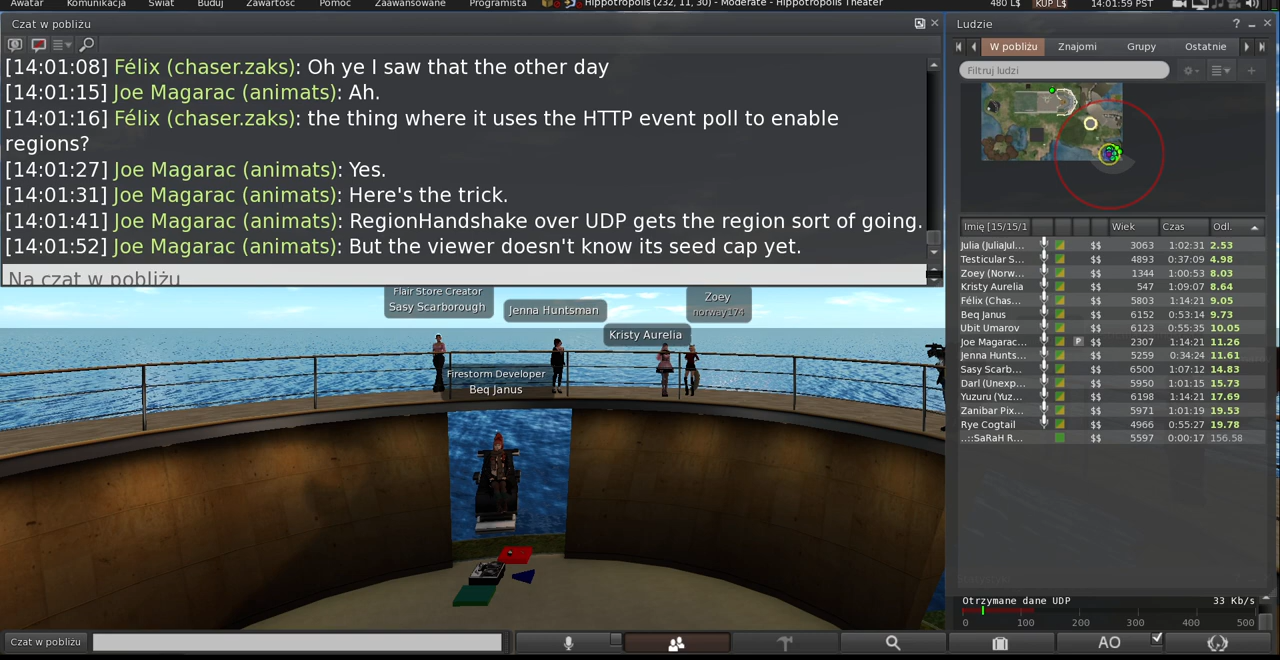 Awatar Komunikacja Świat Buduj Zawartość Pomoc Zaawansowane Programista Hippotropolis (232, 11, 30) - Moderate - Hippotropolis Theater 480 L$ KUP L$ 14:01:59 PST
Czat w pobliżu
[14:01:08] Félix (chaser.zaks): Oh ye I saw that the other day
[14:01:15] Joe Magarac (animats): Ah.
[14:01:16] Félix (chaser.zaks): the thing where it uses the HTTP event poll to enable
regions?
[14:01:27] Joe Magarac (animats): Yes.
[14:01:31] Joe Magarac (animats): Here's the trick.
[14:01:41] Joe Magarac (animats): RegionHandshake over UDP gets the region sort of going.
[14:01:52] Joe Magarac (animats): But the viewer doesn't know its seed cap yet.
Na czat w pobliżu
Flair Store Creator
Sasy Scarborough
Jenna Huntsman
Zoey
norway174
Kristy Aurelia
Firestorm Developer
Beq Janus
Ludzie
W pobliżu Znajomi Grupy Ostatnie
Filtruj ludzi
Imię [15/15/1 Wiek Czas Odl.
Julia (JuliaJul... $$ 3063 1:02:31 2.53
Testicular S... $$ 4893 0:37:09 4.98
Zoey (Norw... $$ 1344 1:00:53 8.03
Kristy Aurelia $$ 547 1:09:07 8.64
Félix (Chas... $$ 5803 1:14:21 9.05
Beq Janus $$ 6152 0:53:14 9.73
Ubit Umarov $$ 6123 0:55:35 10.05
Joe Magarac... P $$ 2307 1:14:21 11.26
Jenna Hunts... $$ 5259 0:34:24 11.61
Sasy Scarb... $$ 6500 1:07:12 14.83
Darl (Unexp... $$ 5950 1:01:15 15.73
Yuzuru (Yuz... $$ 6198 1:14:21 17.69
Zanibar Pix... $$ 5971 1:01:19 19.53
Rye Cogtail $$ 4966 0:55:27 19.78
..::SaRaH R... $$ 5597 0:00:17 156.58
Otrzymane dane UDP 33 Kb/s
0 100 200 300 400 500
Czat w pobliżu
AO